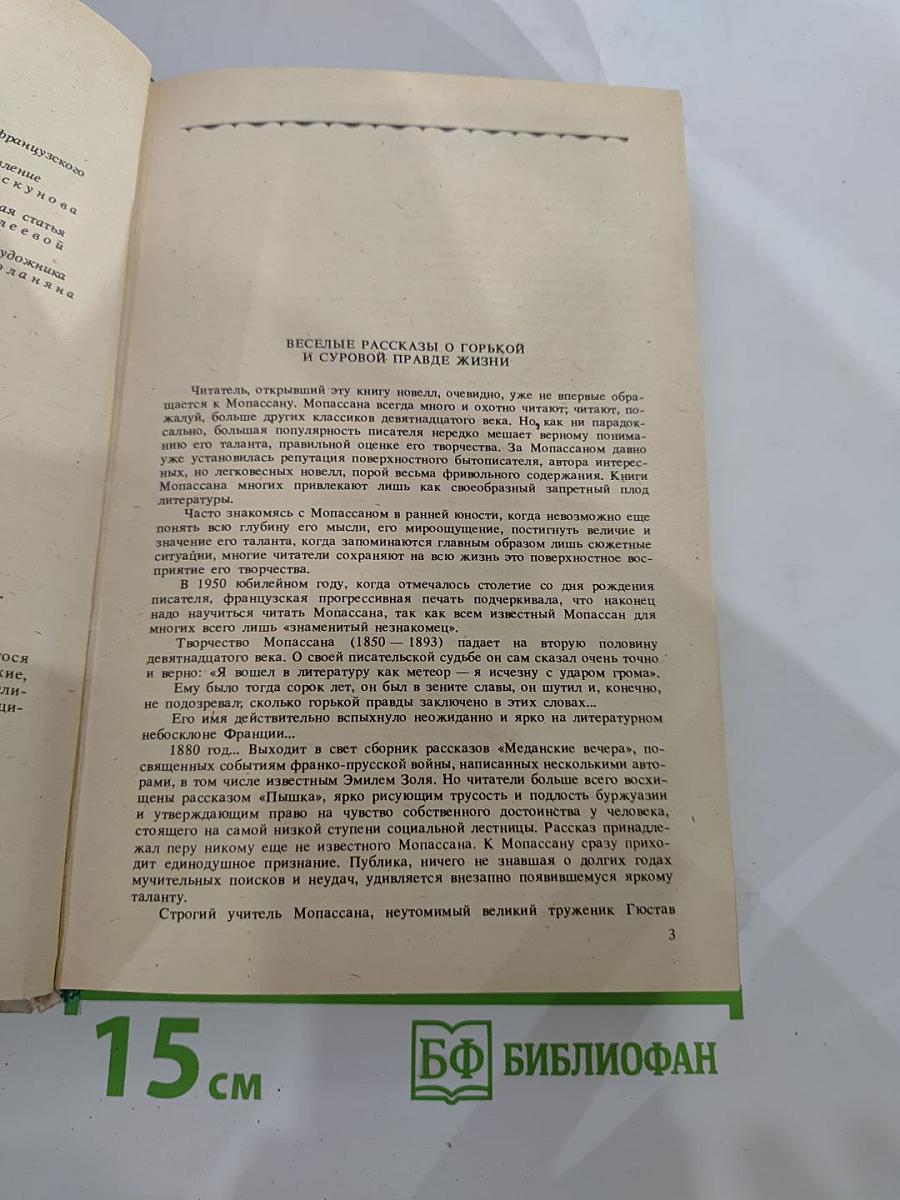 французского
ление
скунова
ая статья
леевой
удожника
оланяна
ося
кие,
ли-
ци-
ВЕСЕЛЫЕ РАССКАЗЫ О ГОРЬКОЙ
И СУРОВОЙ ПРАВДЕ ЖИЗНИ
Читатель, открывший эту книгу новелл, очевидно, уже не впервые обра-
щается к Мопассану. Мопассана всегда много и охотно читают; читают, по-
жалуй, больше других классиков девятнадцатого века. Но, как ни парадок-
сально, большая популярность писателя нередко мешает верному понима-
нию его таланта, правильной оценке его творчества. За Мопассаном давно
уже установилась репутация поверхностного бытописателя, автора интерес-
ных, но легковесных новелл, порой весьма фривольного содержания. Книги
Мопассана многих привлекают лишь как своеобразный запретный плод
литературы.
Часто знакомясь с Мопассаном в ранней юности, когда невозможно еще
понять всю глубину его мысли, его мироощущение, постигнуть величие и
значение его таланта, когда запоминаются главным образом лишь сюжетные
ситуации, многие читатели сохраняют на всю жизнь это поверхностное вос-
приятие его творчества.
В 1950 юбилейном году, когда отмечалось столетие со дня рождения
писателя, французская прогрессивная печать подчеркивала, что наконец
надо научиться читать Мопассана, так как всем известный Мопассан для
многих всего лишь «знаменитый незнакомец».
Творчество Мопассана (1850 — 1893) падает на вторую половину
девятнадцатого века. О своей писательской судьбе он сам сказал очень точно
и верно: «Я вошел в литературу как метеор — я исчезну с ударом грома».
Ему было тогда сорок лет, он был в зените славы, он шутил и, конечно,
не подозревал, сколько горькой правды заключено в этих словах...
Его имя действительно вспыхнуло неожиданно и ярко на литературном
небосклоне Франции...
1880 год... Выходит в свет сборник рассказов «Меданские вечера», по-
священных событиям франко-прусской войны, написанных несколькими авто-
рами, в том числе известным Эмилем Золя. Но читатели больше всего восхи-
щены рассказом «Пышка», ярко рисующим трусость и подлость буржуазии
и утверждающим право на чувство собственного достоинства у человека,
стоящего на самой низкой ступени социальной лестницы. Рассказ принадле-
жал перу никому еще не известного Мопассана. К Мопассану сразу прихо-
дит единодушное признание. Публика, ничего не знавшая о долгих годах
мучительных поисков и неудач, удивляется внезапно появившемуся яркому
таланту.
Строгий учитель Мопассана, неутомимый великий труженик Гюстав
3
15 см
БФ БИБЛИОФАН